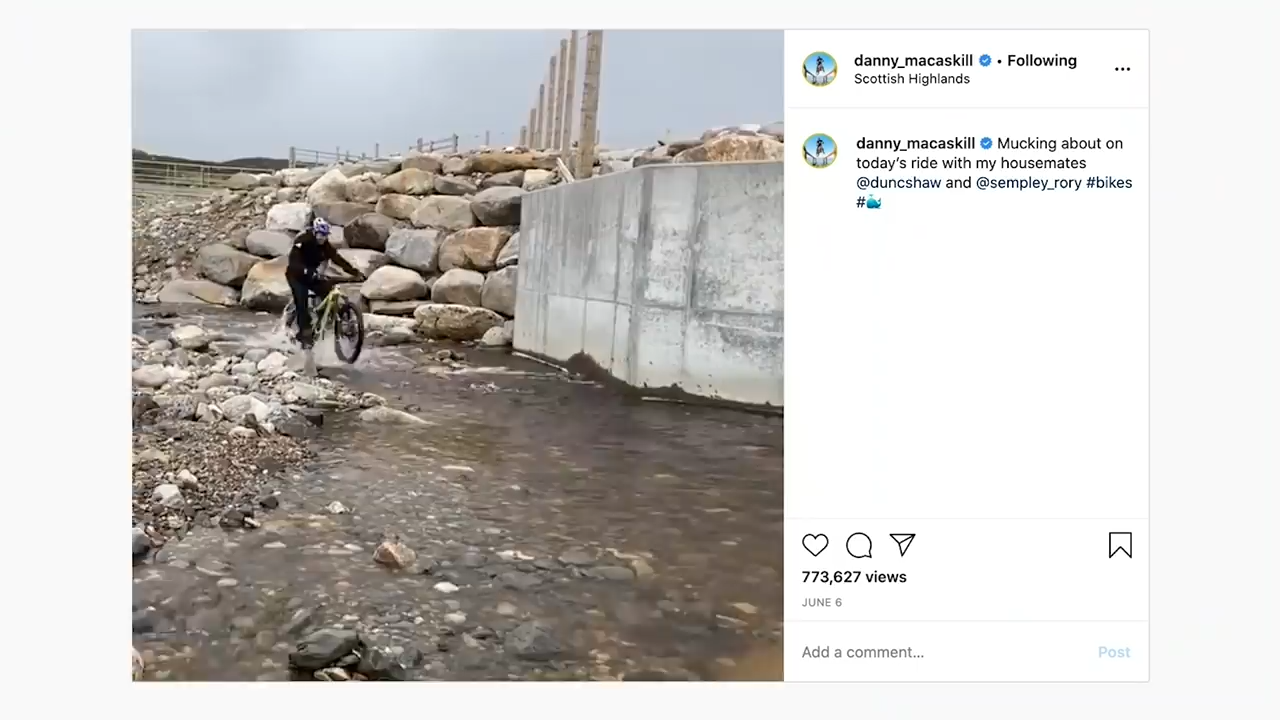 danny_macaskill • Following
Scottish Highlands
danny_macaskill Mucking about on
today’s ride with my housemates
@duncshaw and @sempley_rory #bikes
#🐳
773,627 views
JUNE 6
Add a comment... Post